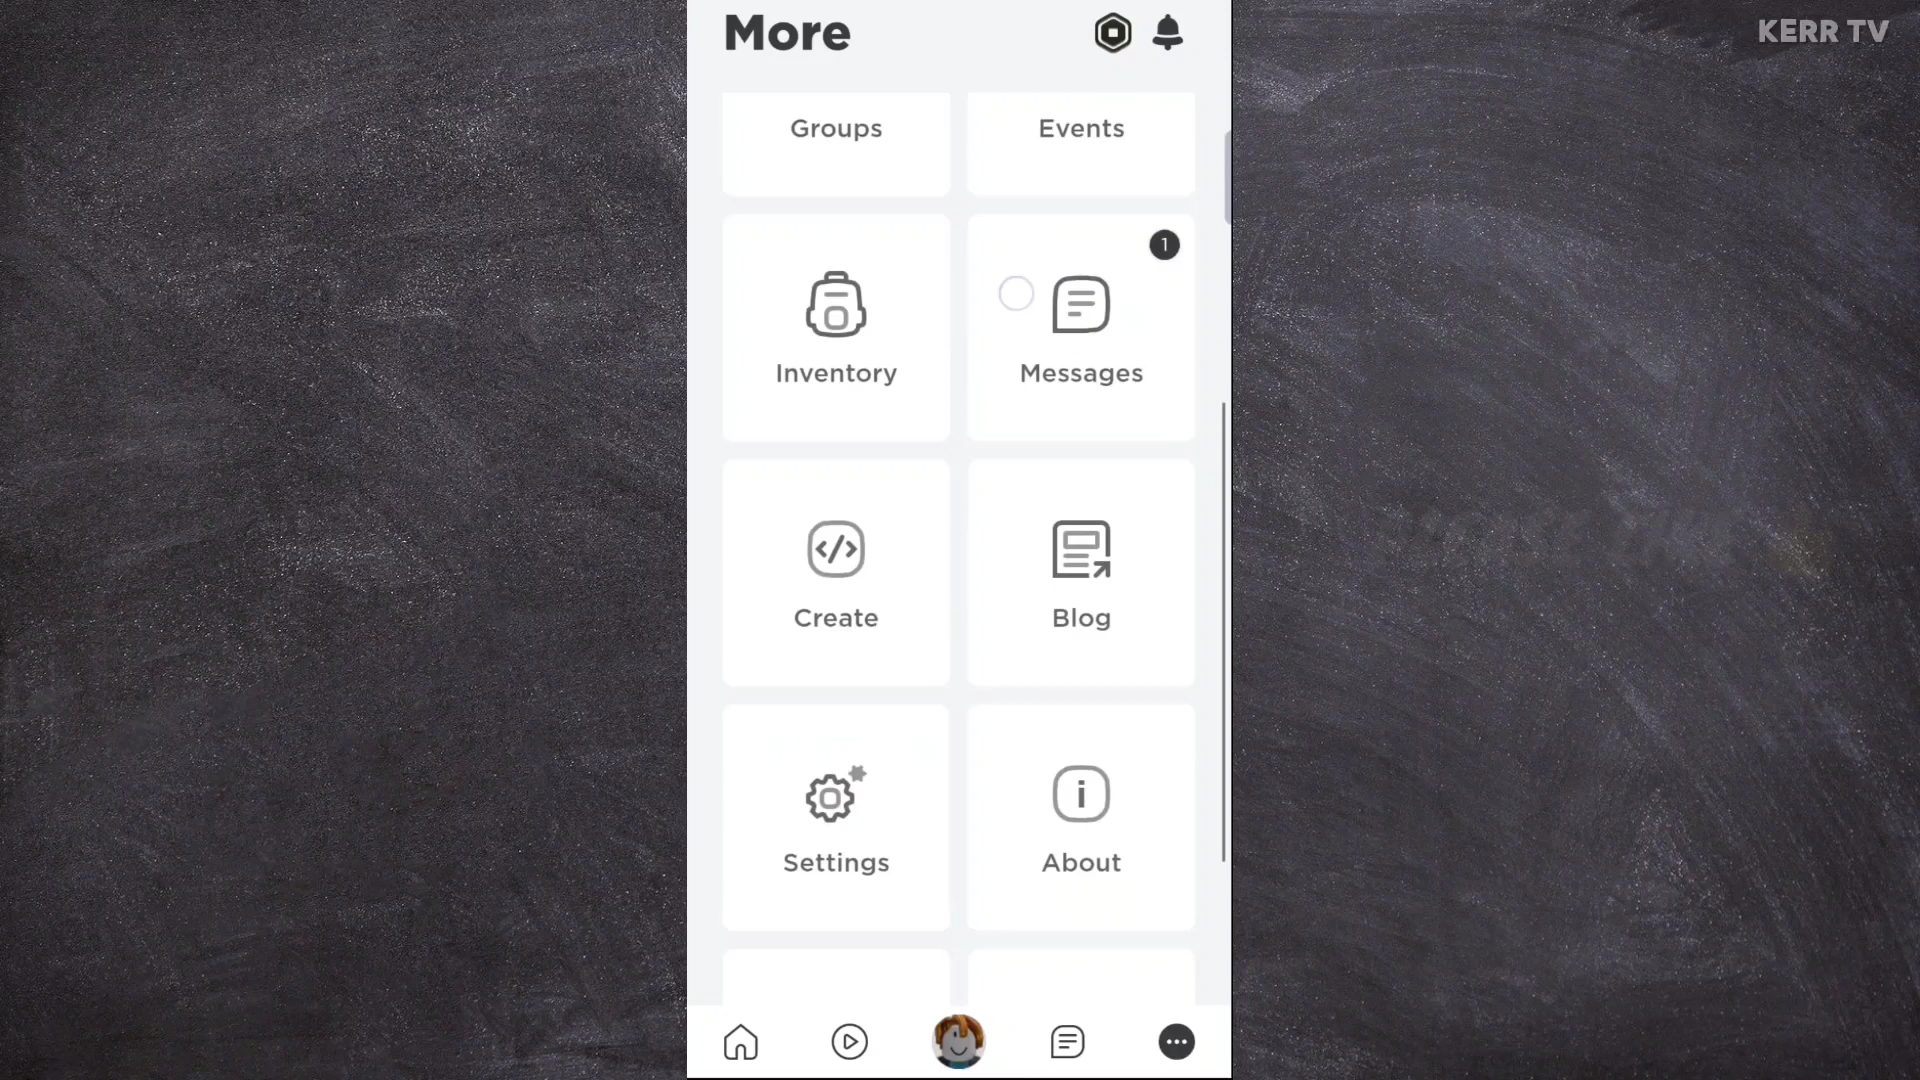 KERR TV
More
Groups
Events
1
Inventory
Messages
Create
Blog
Settings
About